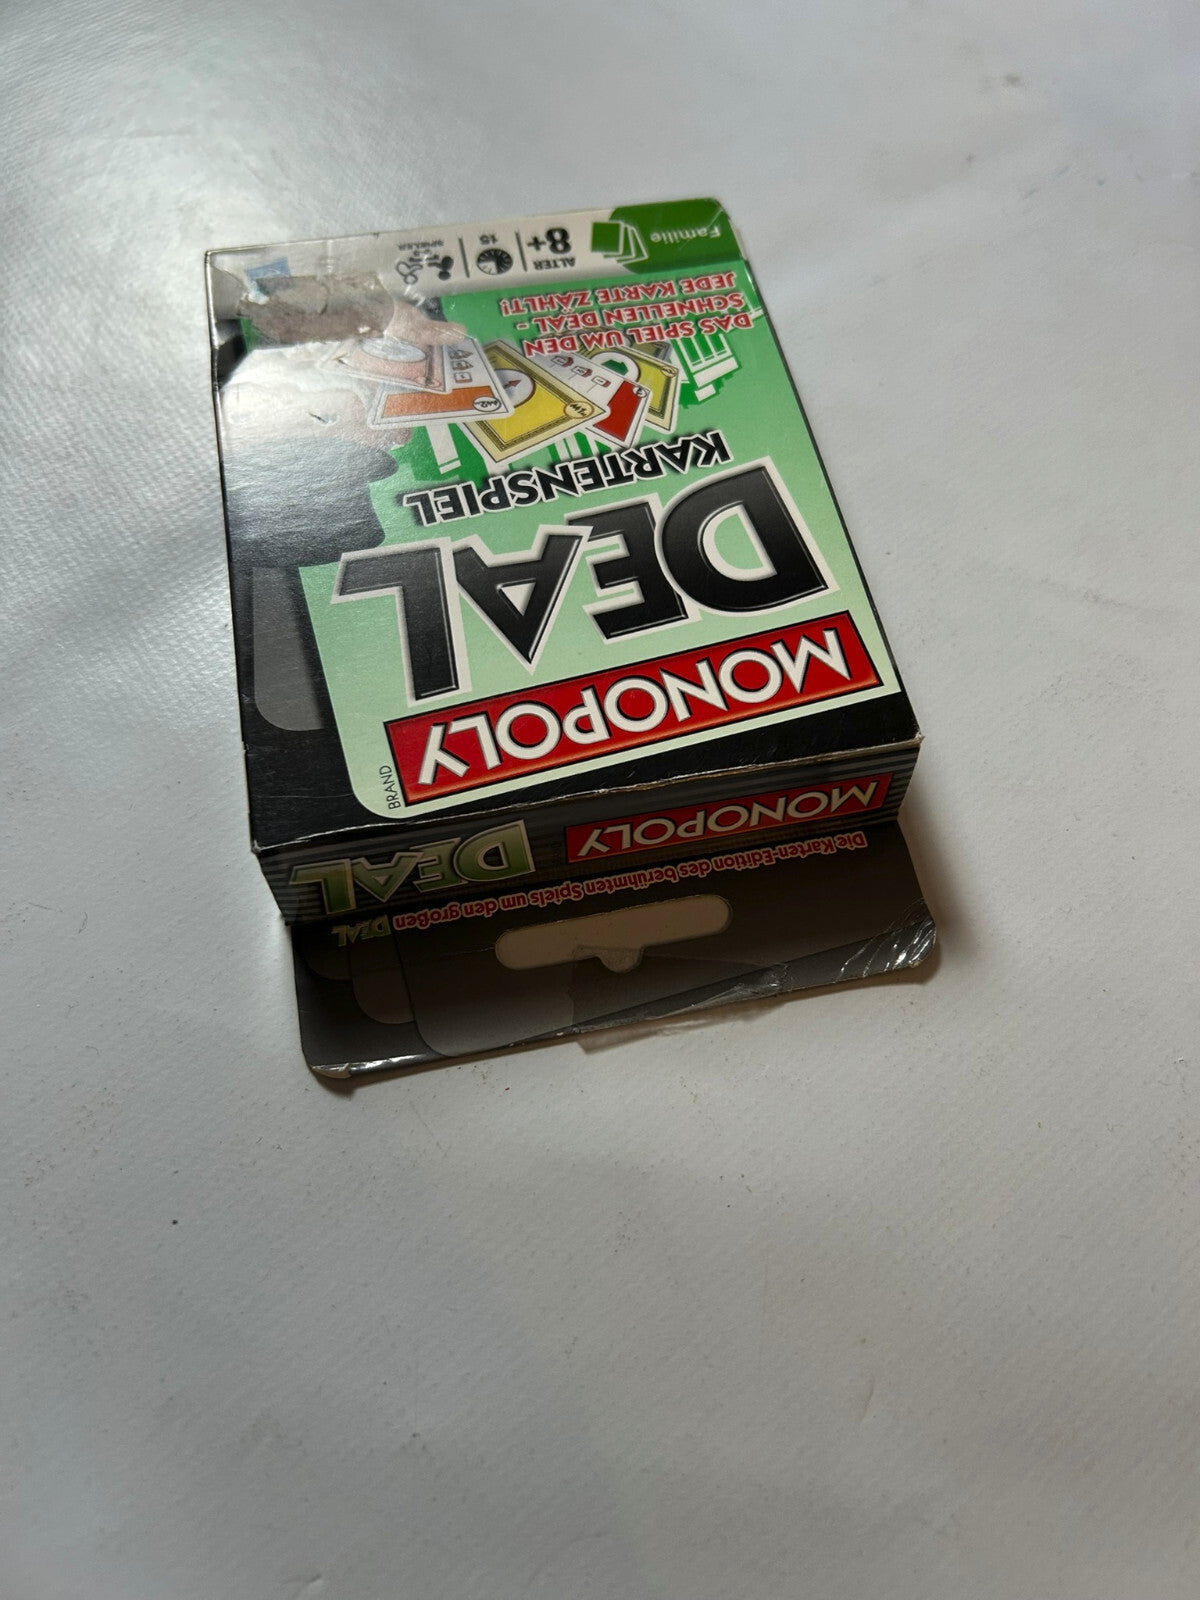 Die Karten-Edition des berühmten Spiels um den großen DEAL
MONOPOLY DEAL
BRAND
MONOPOLY
DEAL
KARTENSPIEL
DAS SPIEL UM DEN
SCHNELLEN DEAL -
JEDE KARTE ZÄHLT!
Familie
ALTER
8+
15
SPIELER